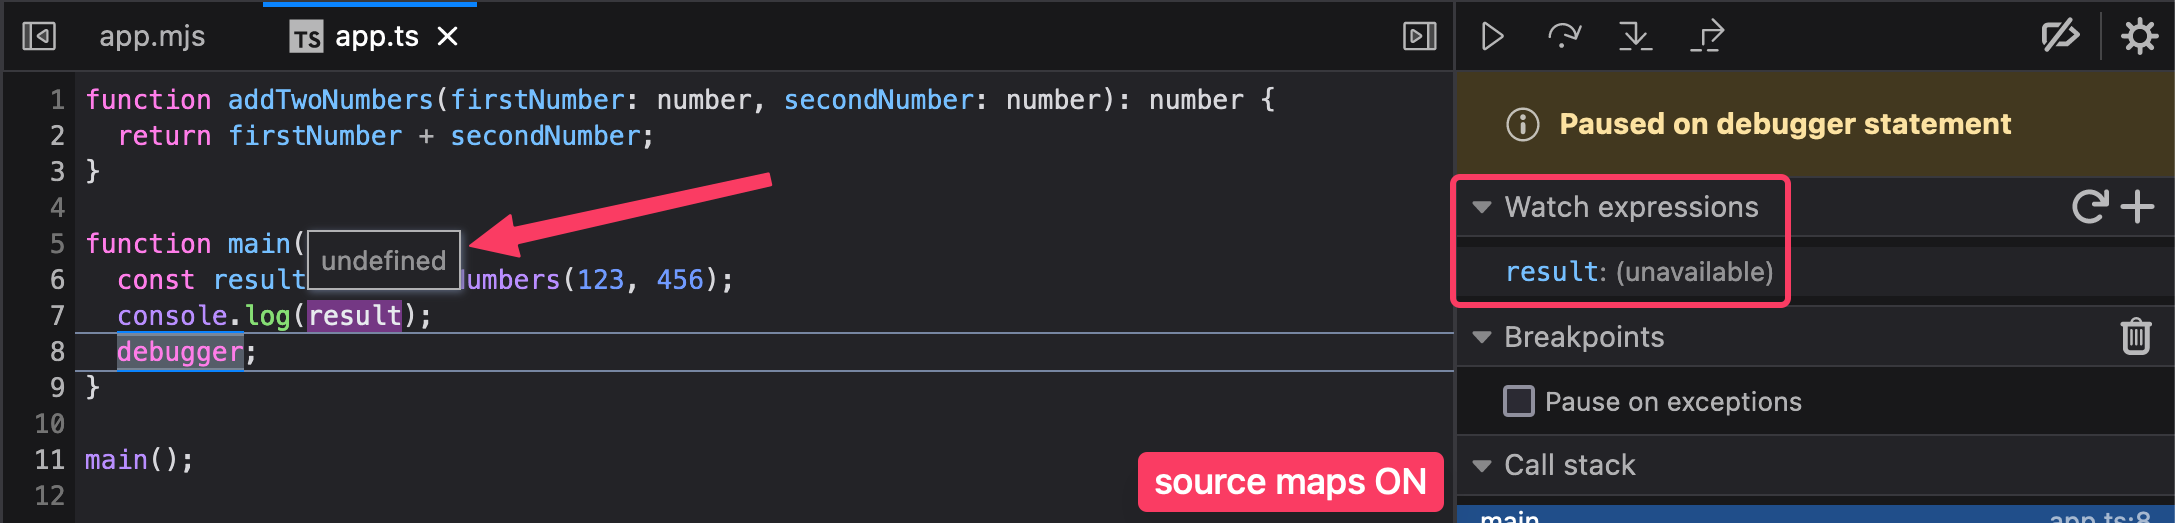 app.mjs
TS app.ts
1 function addTwoNumbers(firstNumber: number, secondNumber: number): number {
2   return firstNumber + secondNumber;
3 }
4
5 function main(
undefined
6   const result umbers(123, 456);
7   console.log(result);
8   debugger;
9 }
10
11 main();
12
source maps ON
Paused on debugger statement
Watch expressions
result: (unavailable)
Breakpoints
Pause on exceptions
Call stack
main app.ts:8